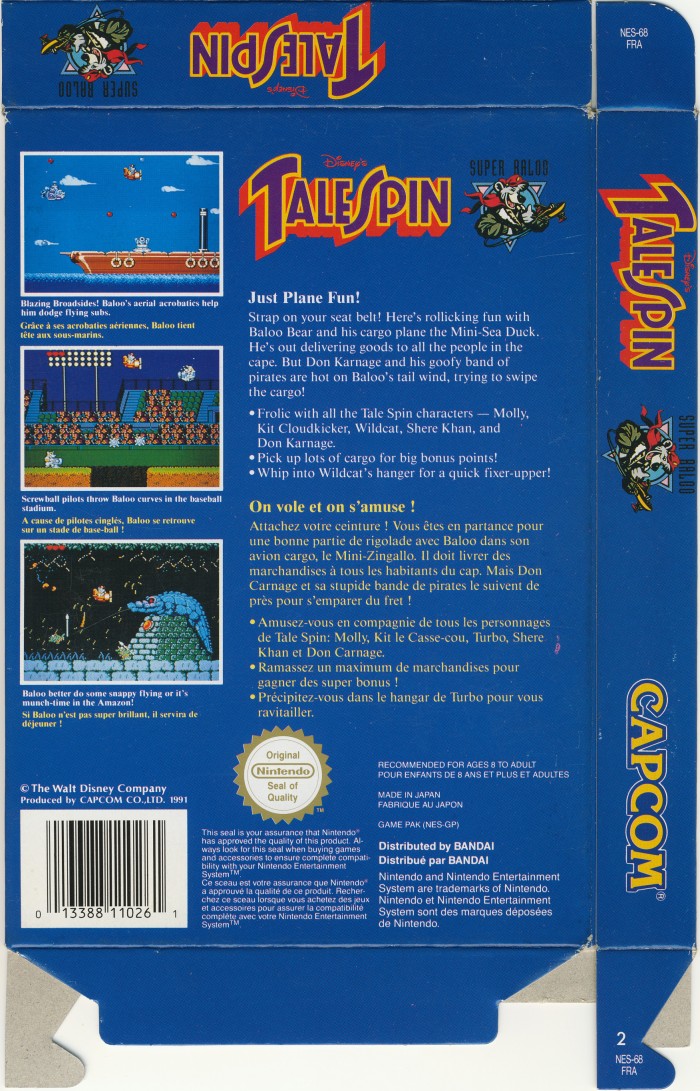 SUPER BALOO
Disney's
TALESPIN
NES-68
FRA
Blazing Broadsides! Baloo's aerial acrobatics help
him dodge flying subs.
Grâce à ses acrobaties aériennes, Baloo tient
tête aux sous-marins.
Screwball pilots throw Baloo curves in the baseball
stadium.
A cause de pilotes cinglés, Baloo se retrouve
sur un stade de base-ball !
Baloo better do some snappy flying or it's
munch-time in the Amazon!
Si Baloo n'est pas super brillant, il servira de
déjeuner !
Disney's
TALESPIN
SUPER BALOO
Just Plane Fun!
Strap on your seat belt! Here's rollicking fun with
Baloo Bear and his cargo plane the Mini-Sea Duck.
He's out delivering goods to all the people in the
cape. But Don Karnage and his goofy band of
pirates are hot on Baloo's tail wind, trying to swipe
the cargo!
• Frolic with all the Tale Spin characters — Molly,
Kit Cloudkicker, Wildcat, Shere Khan, and
Don Karnage.
• Pick up lots of cargo for big bonus points!
• Whip into Wildcat's hanger for a quick fixer-upper!
On vole et on s'amuse !
Attachez votre ceinture ! Vous êtes en partance pour
une bonne partie de rigolade avec Baloo dans son
avion cargo, le Mini-Zingallo. Il doit livrer des
marchandises à tous les habitants du cap. Mais Don
Carnage et sa stupide bande de pirates le suivent de
près pour s'emparer du fret !
• Amusez-vous en compagnie de tous les personnages
de Tale Spin: Molly, Kit le Casse-cou, Turbo, Shere
Khan et Don Carnage.
• Ramassez un maximum de marchandises pour
gagner des super bonus !
• Précipitez-vous dans le hangar de Turbo pour vous
ravitailler.
© The Walt Disney Company
Produced by CAPCOM CO.,LTD. 1991
0 13388 11026 1
Original
Nintendo
Seal of
Quality
TM
This seal is your assurance that Nintendo®
has approved the quality of this product. Al-
ways look for this seal when buying games
and accessories to ensure complete compati-
bility with your Nintendo Entertainment
System™.
Ce sceau est votre assurance que Nintendo®
a approuvé la qualité de ce produit. Recher-
chez ce sceau lorsque vous achetez des jeux
et accessoires pour assurer la compatibilité
complète avec votre Nintendo Entertainment
System™.
RECOMMENDED FOR AGES 8 TO ADULT
POUR ENFANTS DE 8 ANS ET PLUS ET ADULTES
MADE IN JAPAN
FABRIQUE AU JAPON
GAME PAK (NES-GP)
Distributed by BANDAI
Distribué par BANDAI
Nintendo and Nintendo Entertainment
System are trademarks of Nintendo.
Nintendo et Nintendo Entertainment
System sont des marques déposées
de Nintendo.
Disney's
TALESPIN
SUPER BALOO
CAPCOM®
2
NES-68
FRA